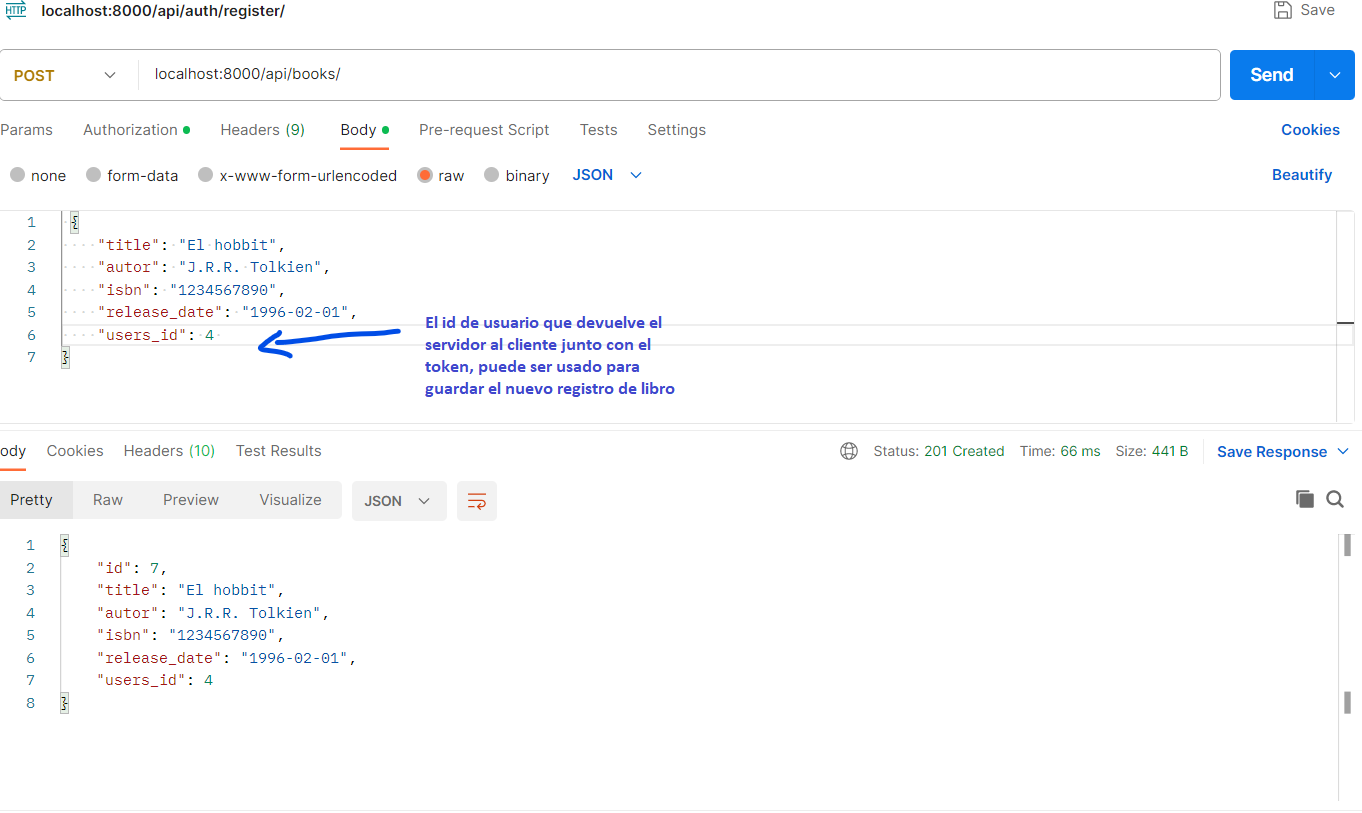 HTTP localhost:8000/api/auth/register/ Save
POST localhost:8000/api/books/ Send
Params Authorization Headers (9) Body Pre-request Script Tests Settings Cookies
none form-data x-www-form-urlencoded raw binary JSON Beautify
1 {
2 "title": "El hobbit",
3 "autor": "J.R.R. Tolkien",
4 "isbn": "1234567890",
5 "release_date": "1996-02-01",
6 "users_id": 4
7 }
El id de usuario que devuelve el
servidor al cliente junto con el
token, puede ser usado para
guardar el nuevo registro de libro
ody Cookies Headers (10) Test Results Status: 201 Created Time: 66 ms Size: 441 B Save Response
Pretty Raw Preview Visualize JSON
1 {
2 "id": 7,
3 "title": "El hobbit",
4 "autor": "J.R.R. Tolkien",
5 "isbn": "1234567890",
6 "release_date": "1996-02-01",
7 "users_id": 4
8 }